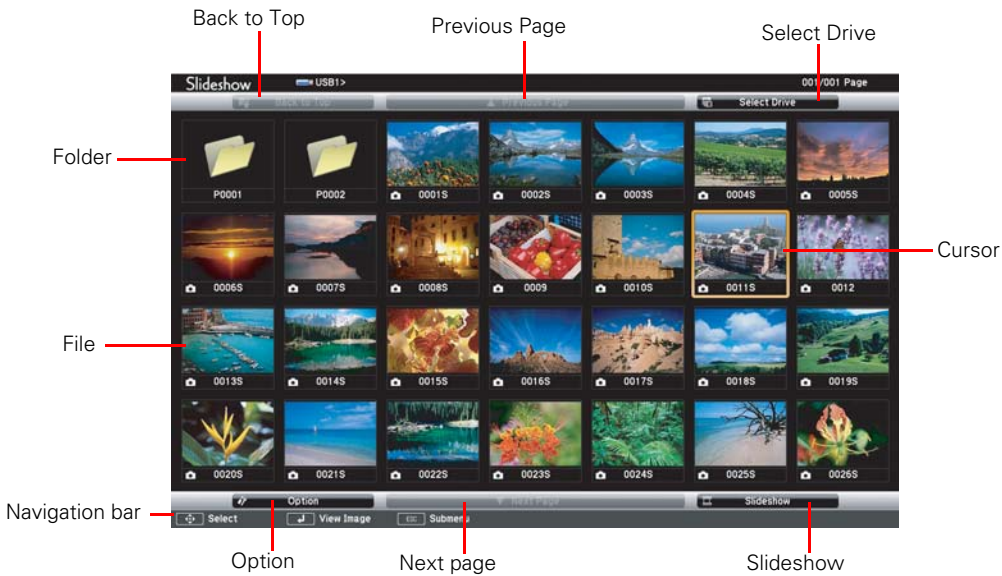 Back to Top
Previous Page
Select Drive
Slideshow USB1> 001/001 Page
Back to Top Previous Page Select Drive
Folder
P0001 P0002 0001S 0002S 0003S 0004S 0005S
Cursor
0006S 0007S 0008S 0009 0010S 0011S 0012
File
0013S 0014S 0015S 0016S 0017S 0018S 0019S
0020S 0021S 0022S 0023S 0024S 0025S 0026S
Option Next Page Slideshow
Navigation bar
Select View Image Esc Submenu
Option
Next page
Slideshow